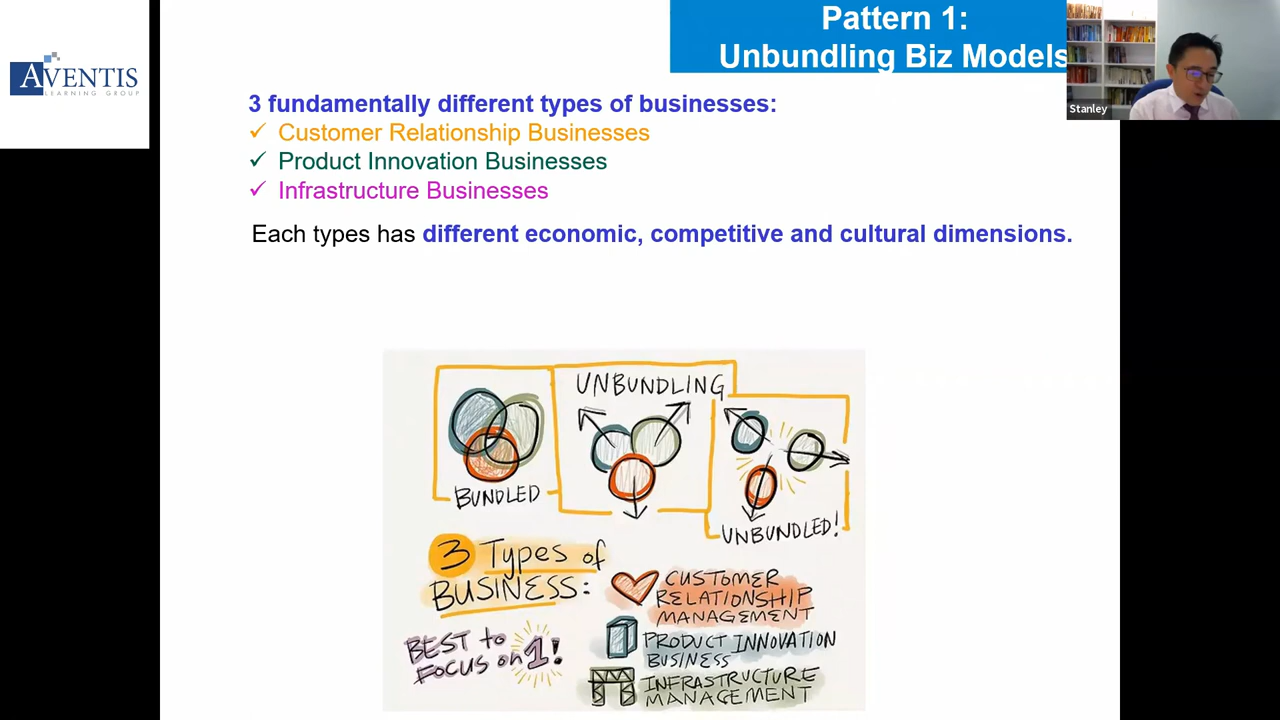 AVENTIS
LEARNING GROUP
Pattern 1:
Unbundling Biz Models
Stanley
3 fundamentally different types of businesses:
✓ Customer Relationship Businesses
✓ Product Innovation Businesses
✓ Infrastructure Businesses
Each types has different economic, competitive and cultural dimensions.
BUNDLED
UNBUNDLING
UNBUNDLED!
3 Types of
BUSINESS:
BEST to
FOCUS on 1!
CUSTOMER
RELATIONSHIP
MANAGEMENT
PRODUCT INNOVATION
BUSINESS
INFRASTRUCTURE
MANAGEMENT